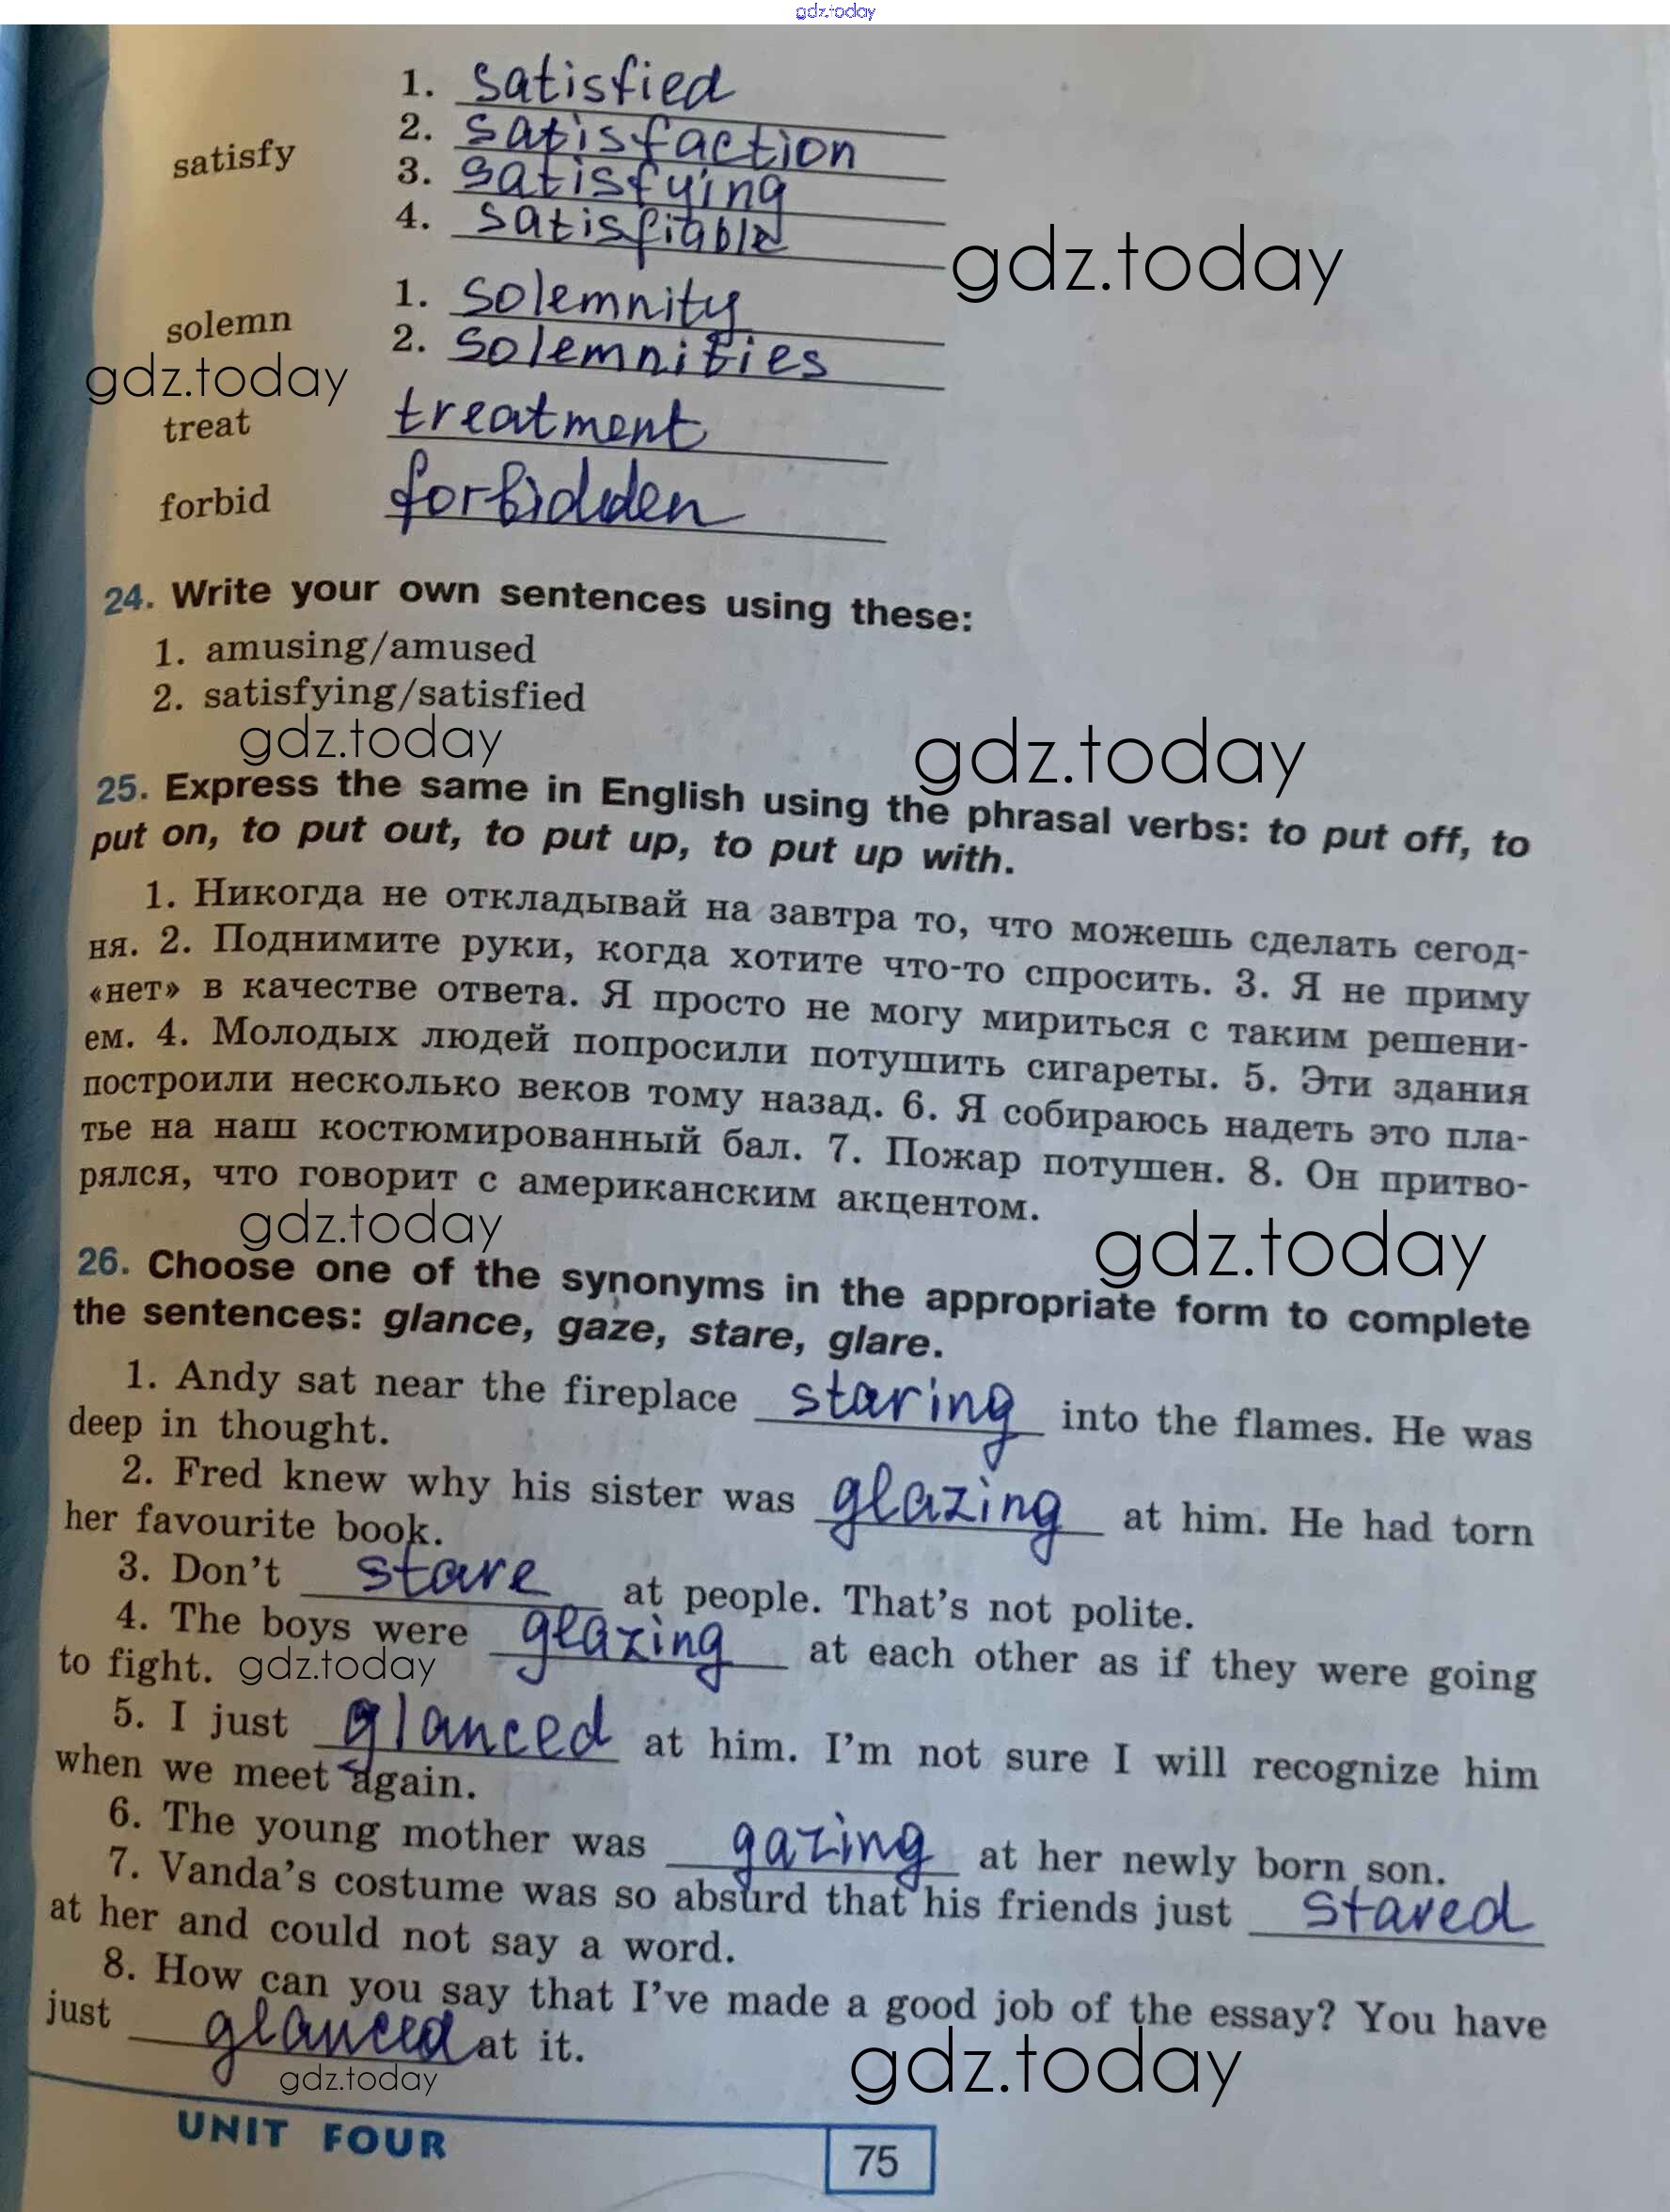 gdz.today
1. satisfied
2. satisfaction
satisfy
3. satisfying
4. satisfiable
gdz.today
1. solemnity
solemn
2. solemnities
gdz.today
treat treatment
forbid forbidden
24. Write your own sentences using these:
1. amusing/amused
2. satisfying/satisfied
gdz.today gdz.today
25. Express the same in English using the phrasal verbs: to put off, to
put on, to put out, to put up, to put up with.
1. Никогда не откладывай на завтра то, что можешь сделать сегод-
ня. 2. Поднимите руки, когда хотите что-то спросить. 3. Я не приму
«нет» в качестве ответа. Я просто не могу мириться с таким решени-
ем. 4. Молодых людей попросили потушить сигареты. 5. Эти здания
построили несколько веков тому назад. 6. Я собираюсь надеть это пла-
тье на наш костюмированный бал. 7. Пожар потушен. 8. Он притво-
рялся, что говорит с американским акцентом.
gdz.today gdz.today
26. Choose one of the synonyms in the appropriate form to complete
the sentences: glance, gaze, stare, glare.
1. Andy sat near the fireplace staring into the flames. He was
deep in thought.
2. Fred knew why his sister was glazing at him. He had torn
her favourite book.
3. Don't stare at people. That's not polite.
4. The boys were glazing at each other as if they were going
to fight. gdz.today
5. I just glanced at him. I'm not sure I will recognize him
when we meet again.
6. The young mother was gazing at her newly born son.
7. Vanda's costume was so absurd that his friends just stared
at her and could not say a word.
8. How can you say that I've made a good job of the essay? You have
just glanced at it.
gdz.today gdz.today
UNIT FOUR 75